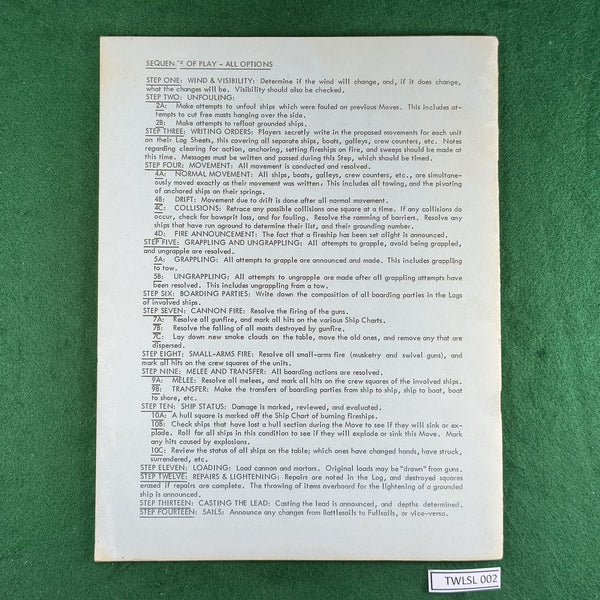 SEQUENCE OF PLAY - ALL OPTIONS
STEP ONE: WIND & VISIBILITY: Determine if the wind will change, and, if it does change,
what the changes will be. Visibility should also be checked.
STEP TWO: UNFOULING:
2A: Make attempts to unfoul ships which were fouled on previous Moves. This includes at-
tempts to cut free masts hanging over the side.
2B: Make attempts to refloat grounded ships.
STEP THREE: WRITING ORDERS: Players secretly write in the proposed movements for each unit
on their Log Sheets, this covering all separate ships, boats, galleys, crew counters, etc. Notes
regarding clearing for action, anchoring, setting fireships on fire, and sweeps should be made at
this time. Messages must be written and passed during this Step, which should be timed.
STEP FOUR: MOVEMENT: All movement is conducted and resolved.
4A: NORMAL MOVEMENT: All ships, boats, galleys, crew counters, etc., are simultane-
ously moved exactly as their movement was written. This includes all towing, and the pivoting
of anchored ships on their springs.
4B: DRIFT: Movement due to drift is done after all normal movement.
4C: COLLISIONS: Retrace any possible collisions one square at a time. If any collisions do
occur, check for bowsprit loss, and for fouling. Resolve the ramming of barriers. Resolve any
ships that have run aground to determine their list, and their grounding number.
4D: FIRE ANNOUNCEMENT: The fact that a fireship has been set alight is announced.
STEP FIVE: GRAPPLING AND UNGRAPPLING: All attempts to grapple, avoid being grappled,
and ungrapple are resolved.
5A: GRAPPLING: All attempts to grapple are announced and made. This includes grappling
to tow.
5B: UNGRAPPLING: All attempts to ungrapple are made after all grappling attempts have
been resolved. This includes ungrappling from a tow.
STEP SIX: BOARDING PARTIES: Write down the composition of all boarding parties in the Logs
of involved ships.
STEP SEVEN: CANNON FIRE: Resolve the firing of the guns.
7A: Resolve all gunfire, and mark all hits on the various Ship Charts.
7B: Resolve the falling of all masts destroyed by gunfire.
7C: Lay down new smoke clouds on the table, move the old ones, and remove any that are
dispersed.
STEP EIGHT: SMALL-ARMS FIRE: Resolve all small-arms fire (musketry and swivel guns), and
mark all hits on the crew squares of the units.
STEP NINE: MELEE AND TRANSFER: All boarding actions are resolved.
9A: MELEE: Resolve all melees, and mark all hits on the crew squares of the involved ships.
9B: TRANSFER: Make the transfers of boarding parties from ship to ship, ship to boat, boat
to shore, etc.
STEP TEN: SHIP STATUS: Damage is marked, reviewed, and evaluated.
10A: A hull square is marked off the Ship Chart of burning fireships.
10B: Check ships that have lost a hull section during the Move to see if they will sink or ex-
plode. Roll for all ships in this condition to see if they will explode or sink this Move. Mark
any hits caused by explosions.
10C: Review the status of all ships on the table; which ones have changed hands, have struck,
surrendered, etc.
STEP ELEVEN: LOADING: Load cannon and mortars. Original loads may be "drawn" from guns.
STEP TWELVE: REPAIRS & LIGHTENING: Repairs are noted in the Log, and destroyed squares
erased if repairs are complete. The throwing of items overboard for the lightening of a grounded
ship is announced.
STEP THIRTEEN: CASTING THE LEAD: Casting the lead is announced, and depths determined.
STEP FOURTEEN: SAILS: Announce any changes from Battlesails to Fullsails, or vice-versa.
TWLSL 002